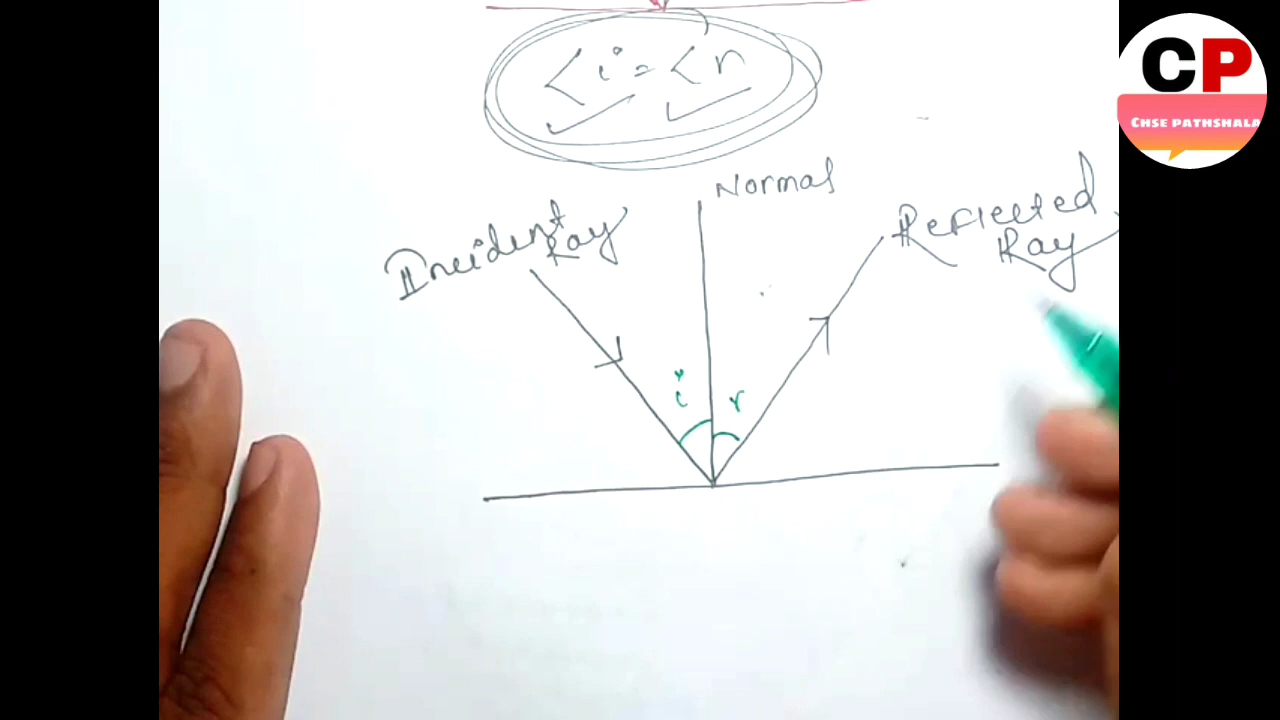 <i = <r
Normal
Incident
Ray
Reflected
Ray
i
r
CP
CHSE PATHSHALA